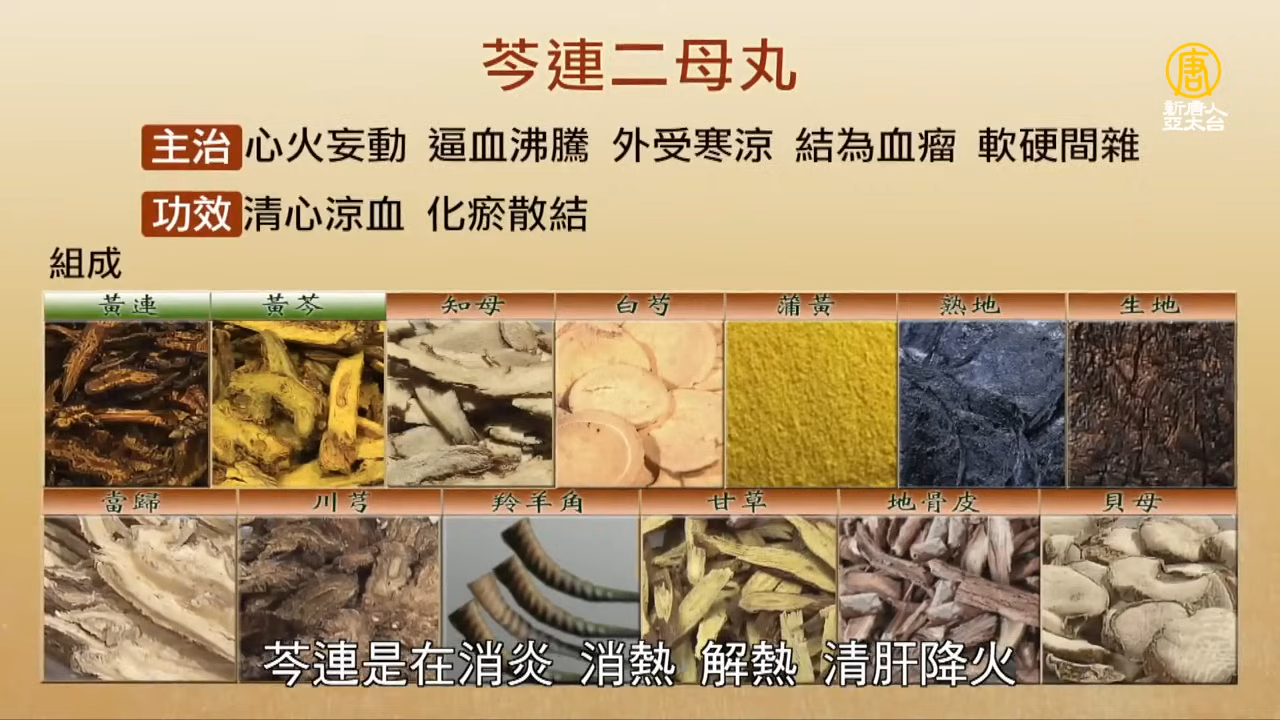 芩連二母丸
唐
新唐人
亞太台
主治 心火妄動 逼血沸騰 外受寒涼 結為血瘤 軟硬間雜
功效 清心涼血 化瘀散結
組成
黃連 黃芩 知母 白芍 蒲黃 熟地 生地
當歸 川芎 羚羊角 甘草 地骨皮 貝母
芩連是在消炎 消熱 解熱 清肝降火